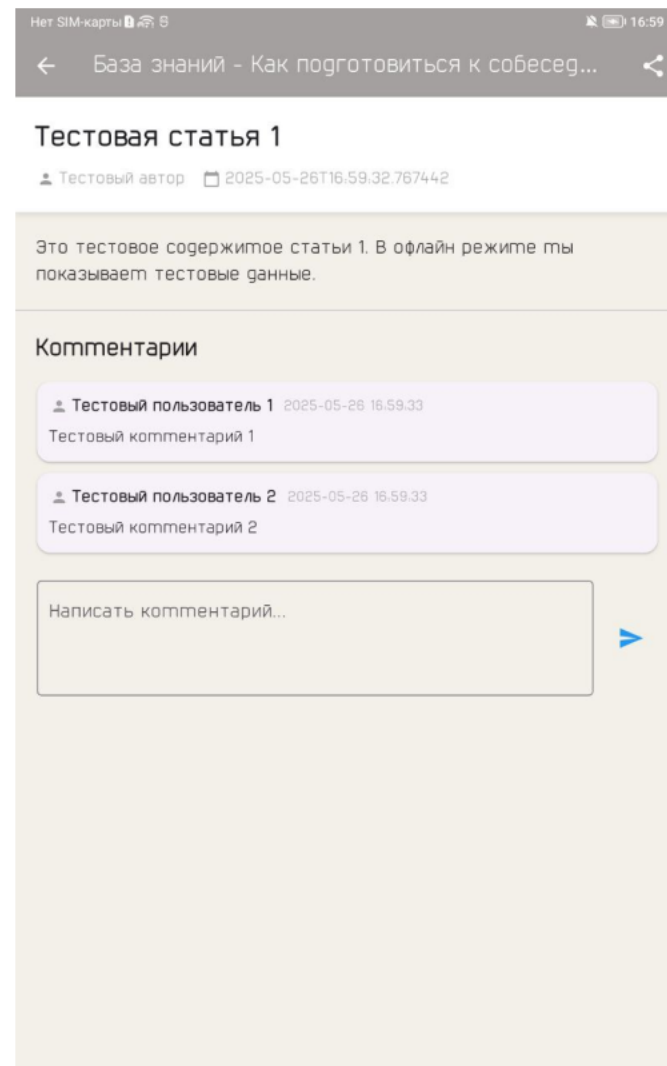 Нет SIM-карты
16:59
База знаний - Как подготовиться к собесед...
Тестовая статья 1
Тестовый автор 2025-05-26T16:59:32.767442
Это тестовое содержимое статьи 1. В офлайн режиме мы
показывает тестовые данные.
Комментарии
Тестовый пользователь 1 2025-05-26 16:59:33
Тестовый комментарий 1
Тестовый пользователь 2 2025-05-26 16:59:33
Тестовый комментарий 2
Написать комментарий...